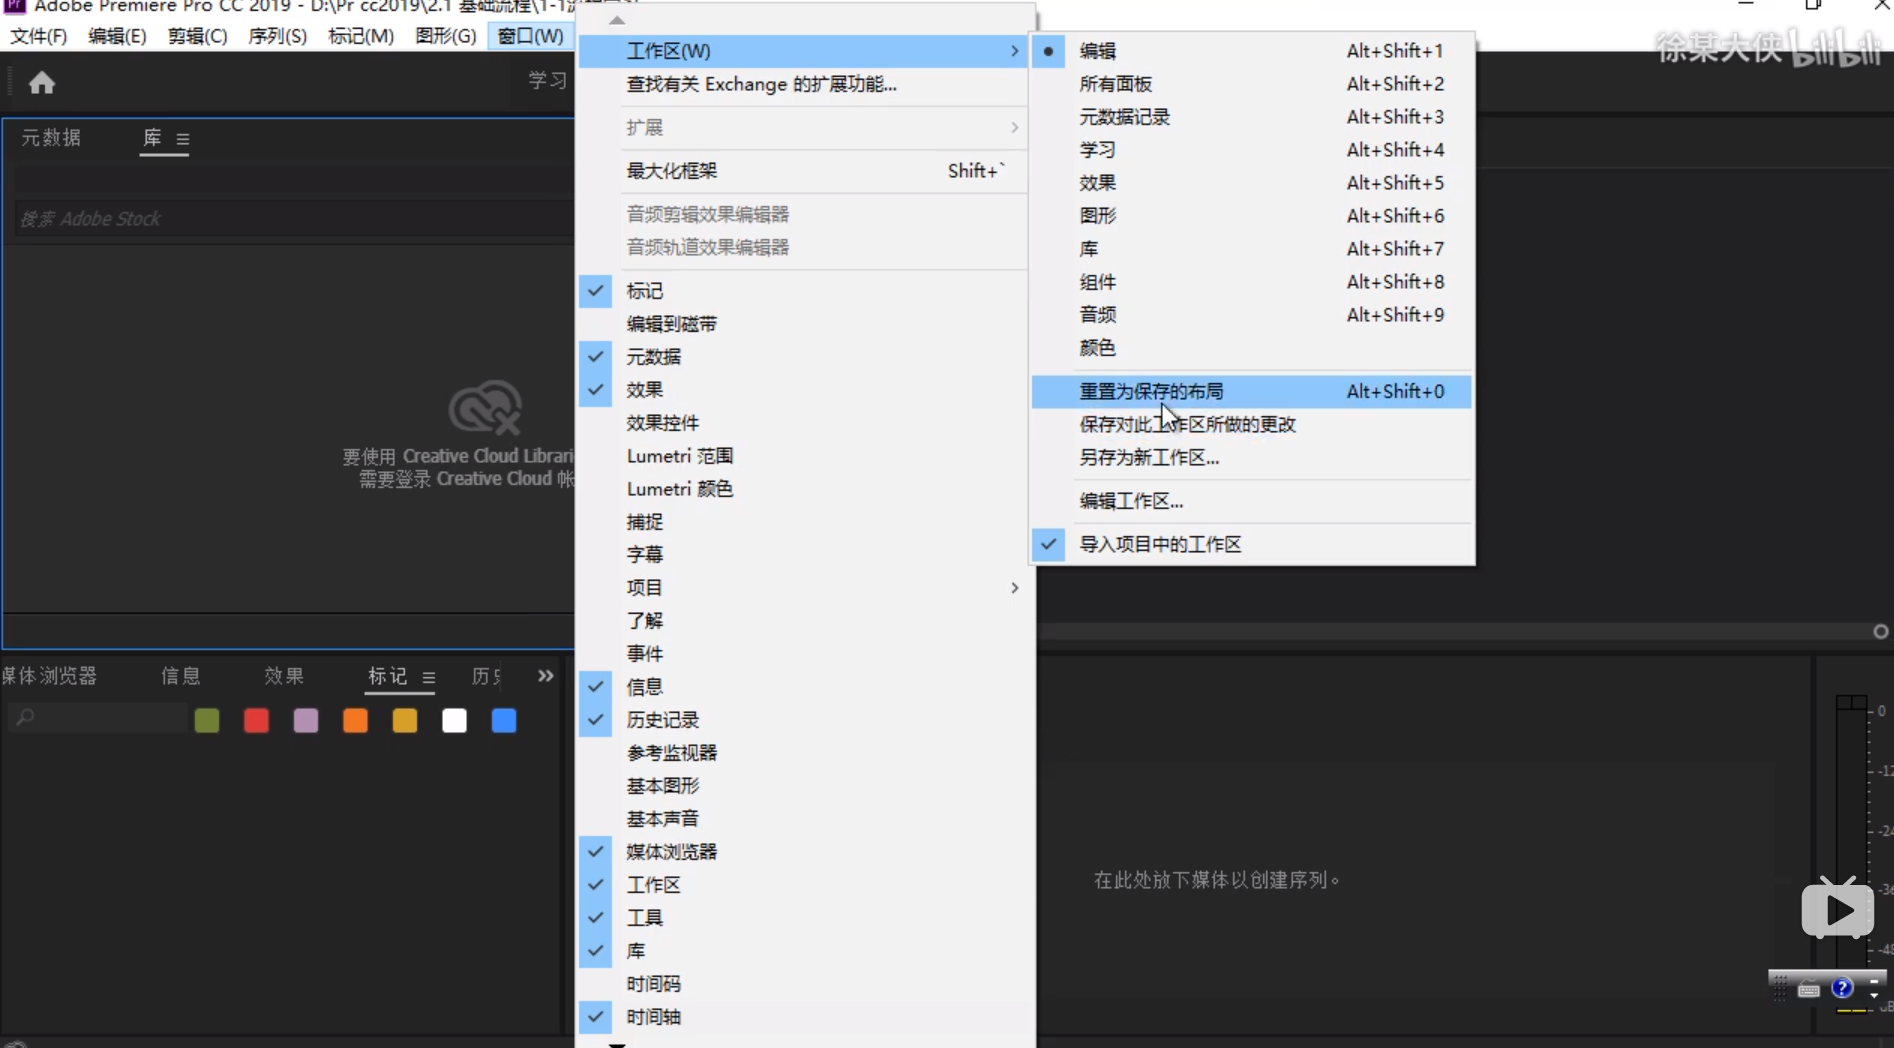 Adobe Premiere Pro CC 2019 - D:\Pr cc2019\2.1 基础流程\1-1
文件(F) 编辑(E) 剪辑(C) 序列(S) 标记(M) 图形(G) 窗口(W)
徐某大侠 bilibili
学习
元数据 库
搜索 Adobe Stock
要使用 Creative Cloud Librari
需要登录 Creative Cloud 帐
媒体浏览器 信息 效果 标记 历
工作区(W)
查找有关 Exchange 的扩展功能...
扩展
最大化框架 Shift+`
音频剪辑效果编辑器
音频轨道效果编辑器
标记
编辑到磁带
元数据
效果
效果控件
Lumetri 范围
Lumetri 颜色
捕捉
字幕
项目
了解
事件
信息
历史记录
参考监视器
基本图形
基本声音
媒体浏览器
工作区
工具
库
时间码
时间轴
编辑 Alt+Shift+1
所有面板 Alt+Shift+2
元数据记录 Alt+Shift+3
学习 Alt+Shift+4
效果 Alt+Shift+5
图形 Alt+Shift+6
库 Alt+Shift+7
组件 Alt+Shift+8
音频 Alt+Shift+9
颜色
重置为保存的布局 Alt+Shift+0
保存对此工作区所做的更改
另存为新工作区...
编辑工作区...
导入项目中的工作区
在此处放下媒体以创建序列。
0
-12
-24
-36
-48
dB